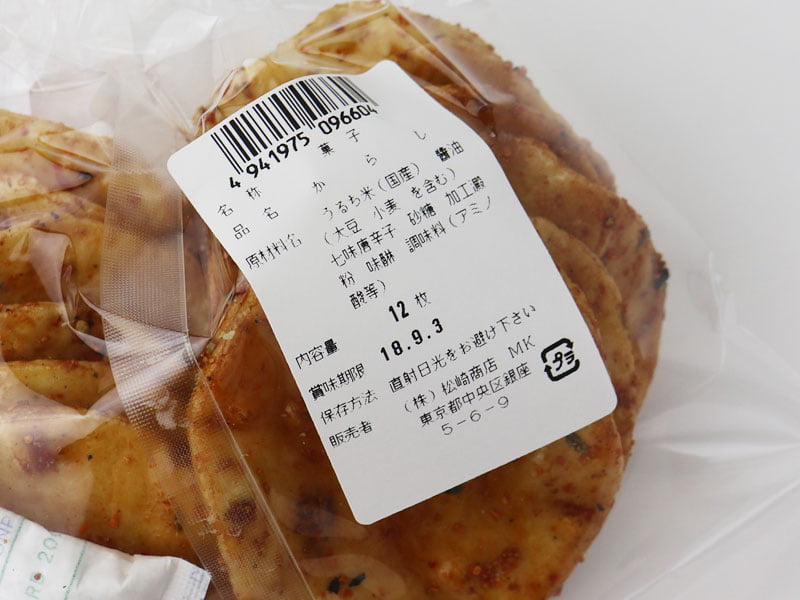 4 941975 096604
名称 菓子
品名 からし
原材料名 うるち米(国産) 醤油
(大豆 小麦 を含む)
七味唐辛子 砂糖 加工澱
粉 味醂 調味料(アミノ
酸等)
内容量 12枚
賞味期限 18.9.3
保存方法 直射日光をお避け下さい
販売者 (株)松崎商店 MK
東京都中央区銀座
5-6-9
プラ